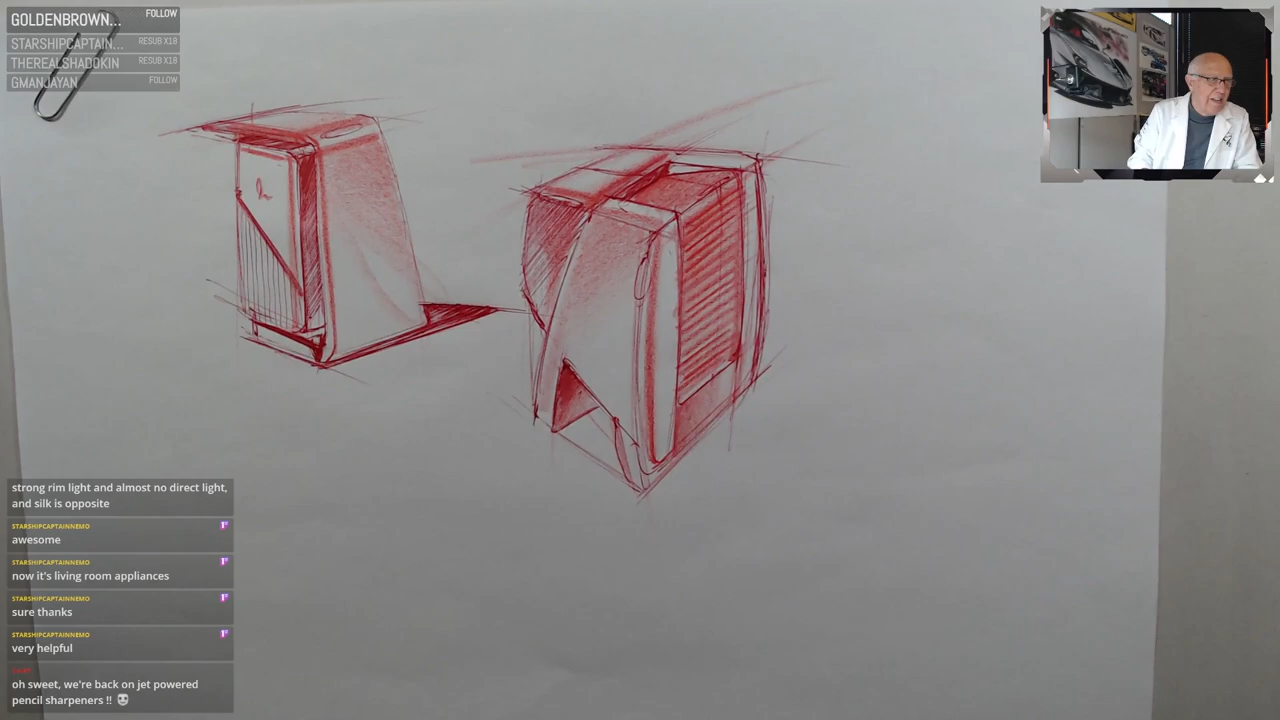 GOLDENBROWN... FOLLOW
STARSHIPCAPTAIN... RESUB X18
THEREALSHADOKIN RESUB X18
GMANJAYAN FOLLOW
strong rim light and almost no direct light,
and silk is opposite
STARSHIPCAPTAINNEMO
awesome
STARSHIPCAPTAINNEMO
now it's living room appliances
STARSHIPCAPTAINNEMO
sure thanks
STARSHIPCAPTAINNEMO
very helpful
oh sweet, we're back on jet powered
pencil sharpeners !!